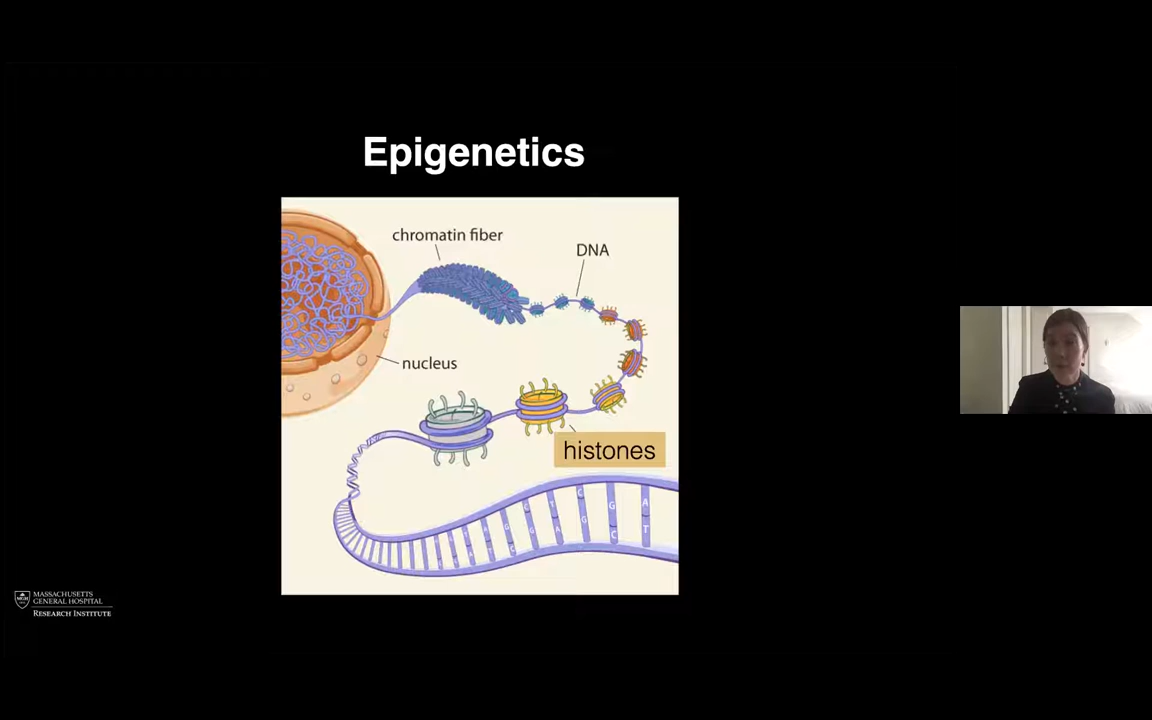 Epigenetics
chromatin fiber
DNA
nucleus
histones
MASSACHUSETTS
GENERAL HOSPITAL
RESEARCH INSTITUTE